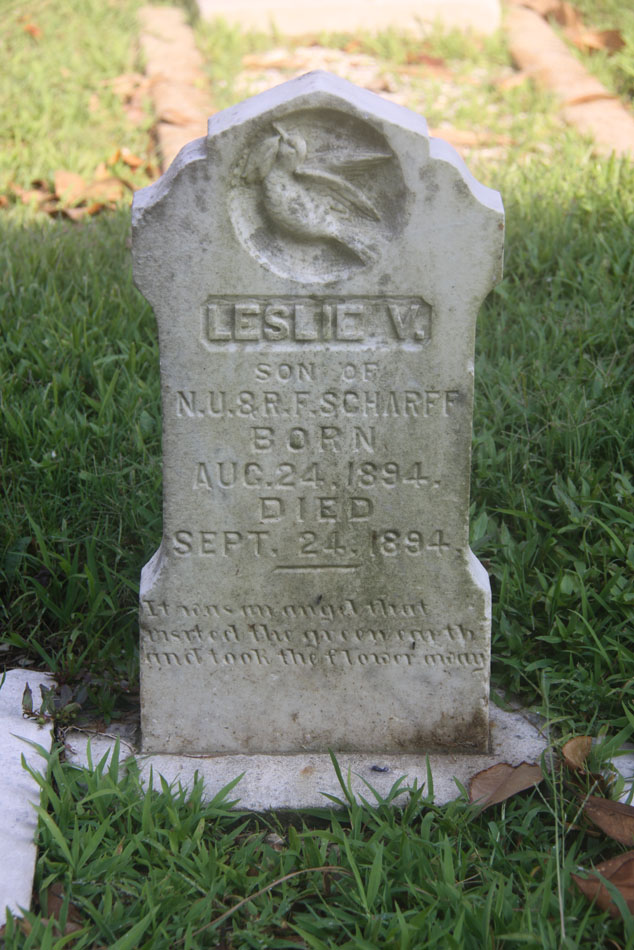 LESLIE V.
SON OF
N.U.&R.F.SCHARFF
BORN
AUG.24.1894.
DIED
SEPT. 24. 1894.
It was an angel that
visited the green earth
and took the flower away